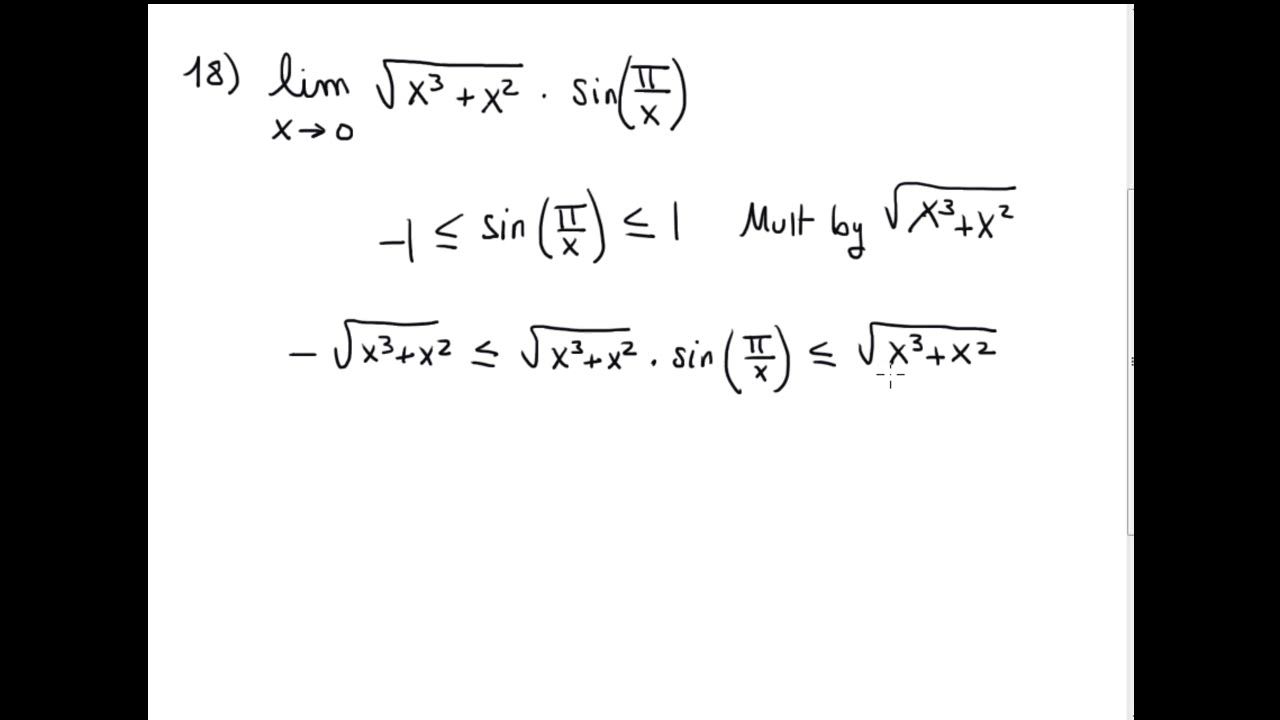 18) lim √(x³ + x²) · sin(π/x)
x → 0
-1 ≤ sin(π/x) ≤ 1 Mult by √(x³+x²)
- √(x³+x²) ≤ √(x³+x²) · sin(π/x) ≤ √(x³+x²)